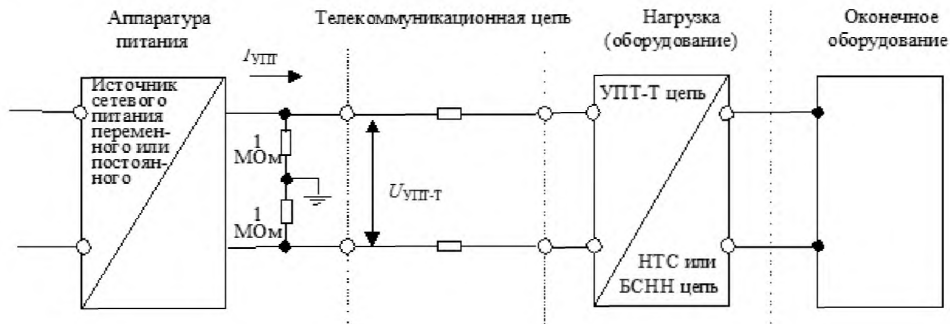 Аппаратура
питания
Телекоммуникационная цепь
Нагрузка
(оборудование)
Оконечное
оборудование
IУПТ
Источник
сетевого
питания
перемен-
ного или
постоян-
ного
1
МОм
1
МОм
UУПТ-Т
УПТ-Т цепь
НТС или
БСНН цепь